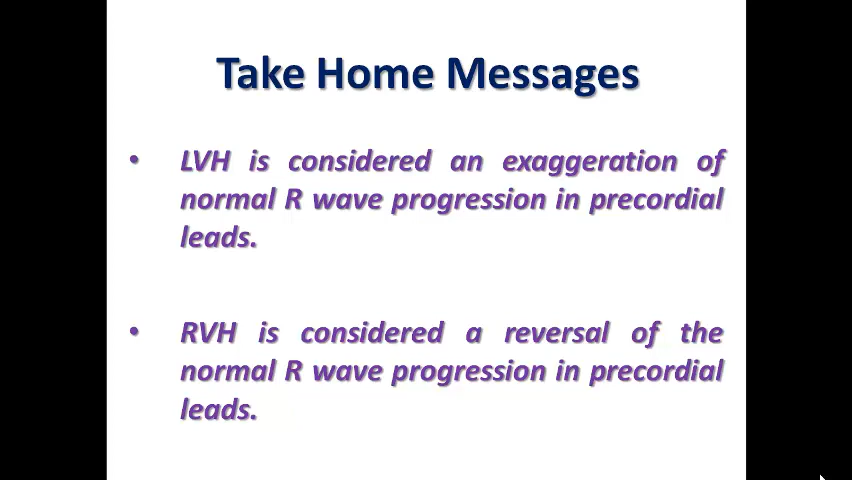 Take Home Messages
• LVH is considered an exaggeration of
normal R wave progression in precordial
leads.
• RVH is considered a reversal of the
normal R wave progression in precordial
leads.